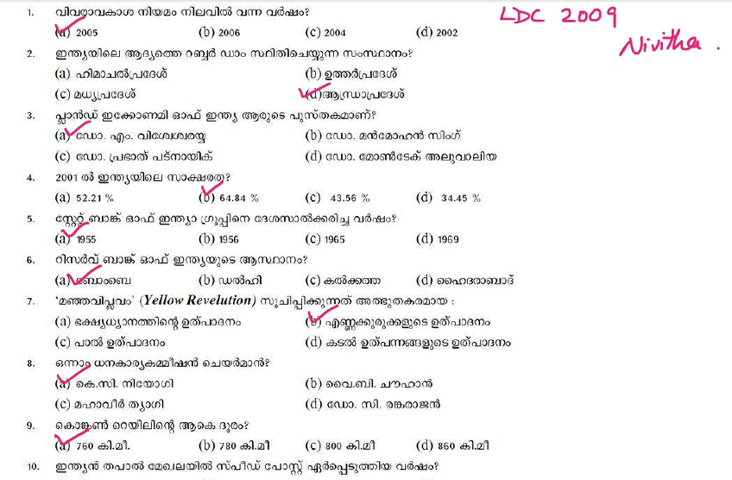 LDC 2009
Nivitha .
1. വിവരാവകാശ നിയമം നിലവിൽ വന്ന വർഷം?
(a) 2005 (b) 2006 (c) 2004 (d) 2002
2. ഇന്ത്യയിലെ ആദ്യത്തെ റബ്ബർ ഡാം സ്ഥിതിചെയ്യുന്ന സംസ്ഥാനം?
(a) ഹിമാചൽപ്രദേശ് (b) ഉത്തർപ്രദേശ്
(c) മധ്യപ്രദേശ് (d) ആന്ധ്രാപ്രദേശ്
3. പ്ലാൻഡ് ഇക്കോണമി ഓഫ് ഇന്ത്യ ആരുടെ പുസ്തകമാണ്?
(a) ഡോ. എം. വിശ്വേശ്വരയ്യ (b) ഡോ. മൻമോഹൻ സിംഗ്
(c) ഡോ. പ്രഭാത് പട്നായിക് (d) ഡോ. മോൺടേക് അലുവാലിയ
4. 2001 ൽ ഇന്ത്യയിലെ സാക്ഷരത?
(a) 52.21 % (b) 64.84 % (c) 43.56 % (d) 34.45 %
5. സ്റ്റേറ്റ് ബാങ്ക് ഓഫ് ഇന്ത്യാ ഗ്രൂപ്പിനെ ദേശസാൽക്കരിച്ച വർഷം?
(a) 1955 (b) 1956 (c) 1965 (d) 1969
6. റിസർവ് ബാങ്ക് ഓഫ് ഇന്ത്യയുടെ ആസ്ഥാനം?
(a) ബോംബെ (b) ഡൽഹി (c) കൽക്കത്ത (d) ഹൈദരാബാദ്
7. 'മഞ്ഞവിപ്ലവം' (Yellow Revelution) സൂചിപ്പിക്കുന്നത് അത്ഭുതകരമായ :
(a) ഭക്ഷ്യധ്യാനത്തിന്റെ ഉത്പാദനം (b) എണ്ണക്കുരുക്കളുടെ ഉത്പാദനം
(c) പാൽ ഉത്പാദനം (d) കടൽ ഉത്പന്നങ്ങളുടെ ഉത്പാദനം
8. ഒന്നാം ധനകാര്യകമ്മീഷൻ ചെയർമാൻ?
(a) കെ.സി. നിയോഗി (b) വൈ.ബി. ചൗഹാൻ
(c) മഹാവീർ ത്യാഗി (d) ഡോ. സി. രങ്കരാജൻ
9. കൊങ്കൺ റെയിലിന്റെ ആകെ ദൂരം?
(a) 760 കി.മീ. (b) 780 കി.മീ (c) 800 കി.മീ (d) 860 കി.മീ
10. ഇന്ത്യൻ തപാൽ മേഖലയിൽ സ്പീഡ് പോസ്റ്റ് ഏർപ്പെടുത്തിയ വർഷം?